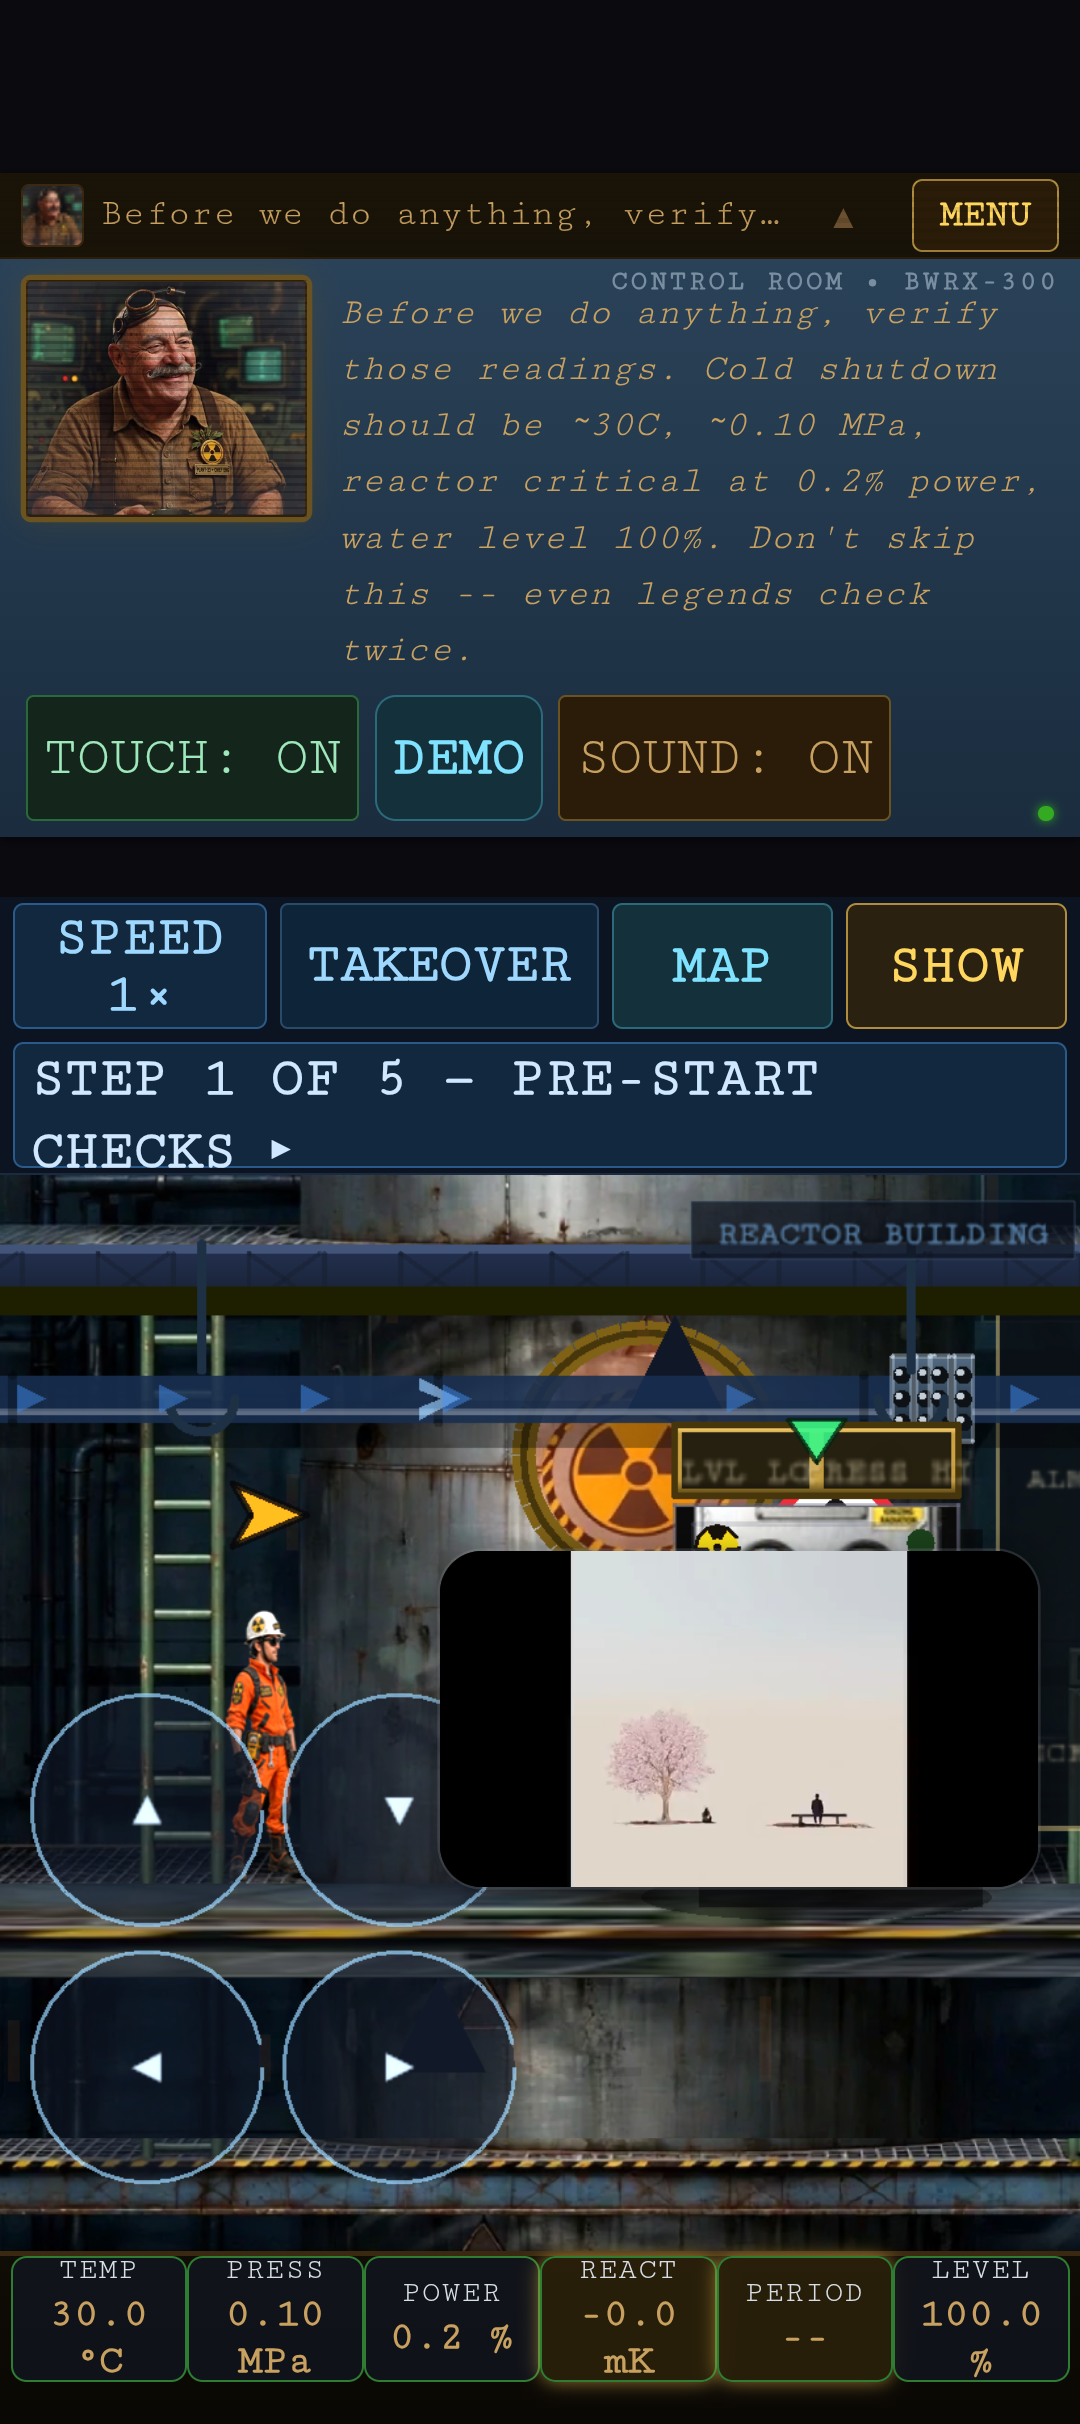 Before we do anything, verify…
▲
MENU
CONTROL ROOM • BWRX-300
Before we do anything, verify
those readings. Cold shutdown
should be ~30C, ~0.10 MPa,
reactor critical at 0.2% power,
water level 100%. Don't skip
this -- even legends check
twice.
TOUCH: ON
DEMO
SOUND: ON
SPEED
1×
TAKEOVER
MAP
SHOW
STEP 1 OF 5 — PRE-START
CHECKS ▸
REACTOR BUILDING
LVL
HI
TEMP
30.0
°C
PRESS
0.10
MPa
POWER
0.2 %
REACT
-0.0
mK
PERIOD
--
LEVEL
100.0
%